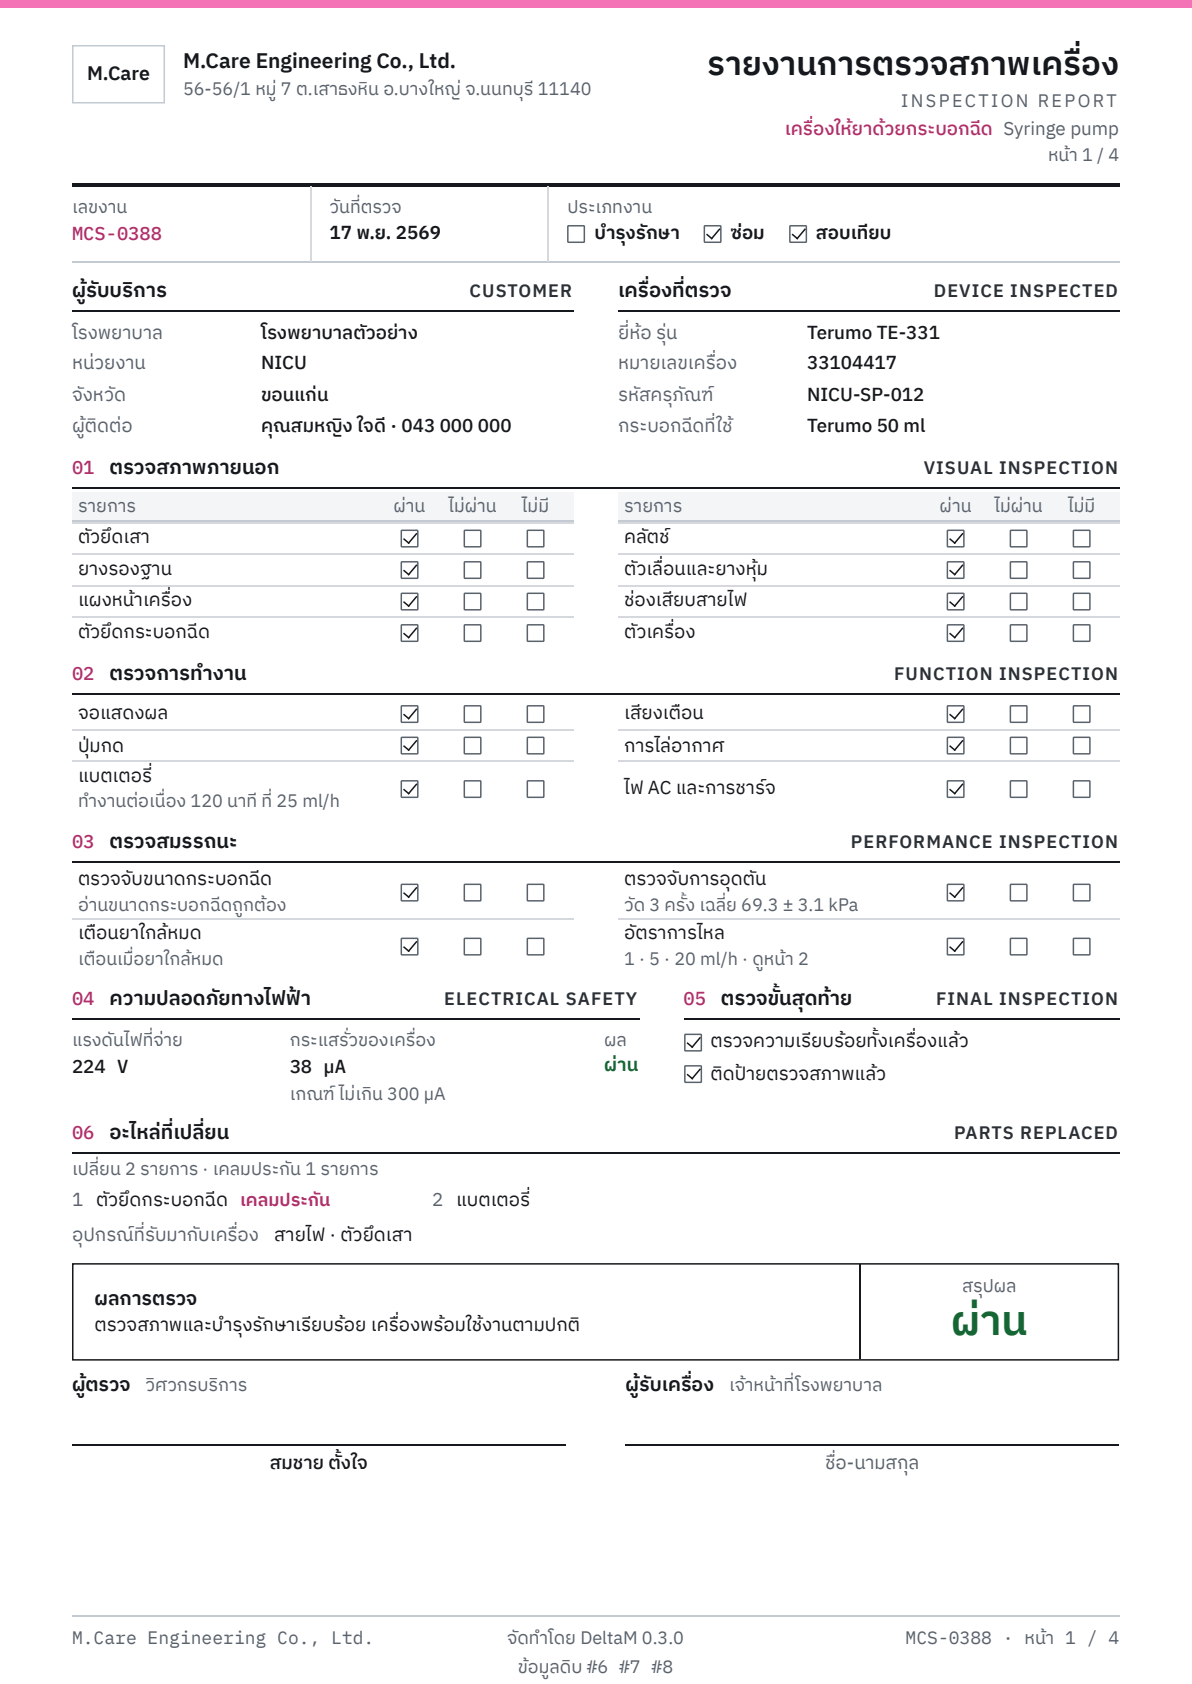 M.Care
M.Care Engineering Co., Ltd.
56-56/1 หมู่ 7 ต.เสาธงหิน อ.บางใหญ่ จ.นนทบุรี 11140
รายงานการตรวจสภาพเครื่อง
INSPECTION REPORT
เครื่องให้ยาด้วยกระบอกฉีด Syringe pump
หน้า 1 / 4
เลขงาน
MCS-0388
วันที่ตรวจ
17 พ.ย. 2569
ประเภทงาน
บำรุงรักษา ซ่อม สอบเทียบ
ผู้รับบริการ CUSTOMER
โรงพยาบาล โรงพยาบาลตัวอย่าง
หน่วยงาน NICU
จังหวัด ขอนแก่น
ผู้ติดต่อ คุณสมหญิง ใจดี · 043 000 000
เครื่องที่ตรวจ DEVICE INSPECTED
ยี่ห้อ รุ่น Terumo TE-331
หมายเลขเครื่อง 33104417
รหัสครุภัณฑ์ NICU-SP-012
กระบอกฉีดที่ใช้ Terumo 50 ml
01 ตรวจสภาพภายนอก VISUAL INSPECTION
รายการ ผ่าน ไม่ผ่าน ไม่มี รายการ ผ่าน ไม่ผ่าน ไม่มี
ตัวยึดเสา คลัตช์
ยางรองฐาน ตัวเลื่อนและยางหุ้ม
แผงหน้าเครื่อง ช่องเสียบสายไฟ
ตัวยึดกระบอกฉีด ตัวเครื่อง
02 ตรวจการทำงาน FUNCTION INSPECTION
จอแสดงผล เสียงเตือน
ปุ่มกด การไล่อากาศ
แบตเตอรี่
ทำงานต่อเนื่อง 120 นาที ที่ 25 ml/h
ไฟ AC และการชาร์จ
03 ตรวจสมรรถนะ PERFORMANCE INSPECTION
ตรวจจับขนาดกระบอกฉีด ตรวจจับการอุดตัน
อ่านขนาดกระบอกฉีดถูกต้อง วัด 3 ครั้ง เฉลี่ย 69.3 ± 3.1 kPa
เตือนยาใกล้หมด อัตราการไหล
เตือนเมื่อยาใกล้หมด 1 · 5 · 20 ml/h · ดูหน้า 2
04 ความปลอดภัยทางไฟฟ้า ELECTRICAL SAFETY
แรงดันไฟที่จ่าย กระแสรั่วของเครื่อง ผล
224 V 38 µA ผ่าน
เกณฑ์ ไม่เกิน 300 µA
05 ตรวจขั้นสุดท้าย FINAL INSPECTION
ตรวจความเรียบร้อยทั้งเครื่องแล้ว
ติดป้ายตรวจสภาพแล้ว
06 อะไหล่ที่เปลี่ยน PARTS REPLACED
เปลี่ยน 2 รายการ · เคลมประกัน 1 รายการ
1 ตัวยึดกระบอกฉีด เคลมประกัน 2 แบตเตอรี่
อุปกรณ์ที่รับมากับเครื่อง สายไฟ · ตัวยึดเสา
ผลการตรวจ
ตรวจสภาพและบำรุงรักษาเรียบร้อย เครื่องพร้อมใช้งานตามปกติ
สรุปผล
ผ่าน
ผู้ตรวจ วิศวกรบริการ
ผู้รับเครื่อง เจ้าหน้าที่โรงพยาบาล
สมชาย ตั้งใจ
ชื่อ-นามสกุล
M.Care Engineering Co., Ltd. จัดทำโดย DeltaM 0.3.0 MCS-0388 · หน้า 1 / 4
ข้อมูลดิบ #6 #7 #8